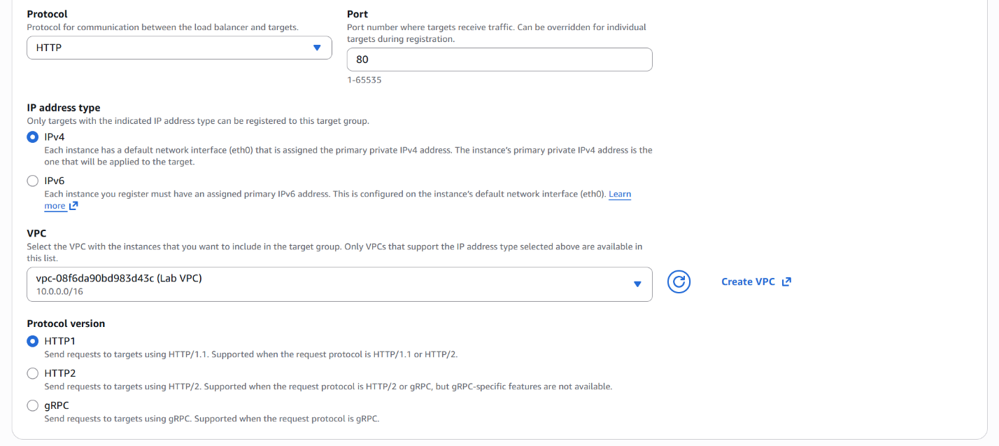 Protocol
Protocol for communication between the load balancer and targets.
HTTP
Port
Port number where targets receive traffic. Can be overridden for individual
targets during registration.
80
1-65535
IP address type
Only targets with the indicated IP address type can be registered to this target group.
IPv4
Each instance has a default network interface (eth0) that is assigned the primary private IPv4 address. The instance's primary private IPv4 address is the
one that will be applied to the target.
IPv6
Each instance you register must have an assigned primary IPv6 address. This is configured on the instance's default network interface (eth0). Learn
more
VPC
Select the VPC with the instances that you want to include in the target group. Only VPCs that support the IP address type selected above are available in
this list.
vpc-08f6da90bd983d43c (Lab VPC)
10.0.0.0/16
Create VPC
Protocol version
HTTP1
Send requests to targets using HTTP/1.1. Supported when the request protocol is HTTP/1.1 or HTTP/2.
HTTP2
Send requests to targets using HTTP/2. Supported when the request protocol is HTTP/2 or gRPC, but gRPC-specific features are not available.
gRPC
Send requests to targets using gRPC. Supported when the request protocol is gRPC.